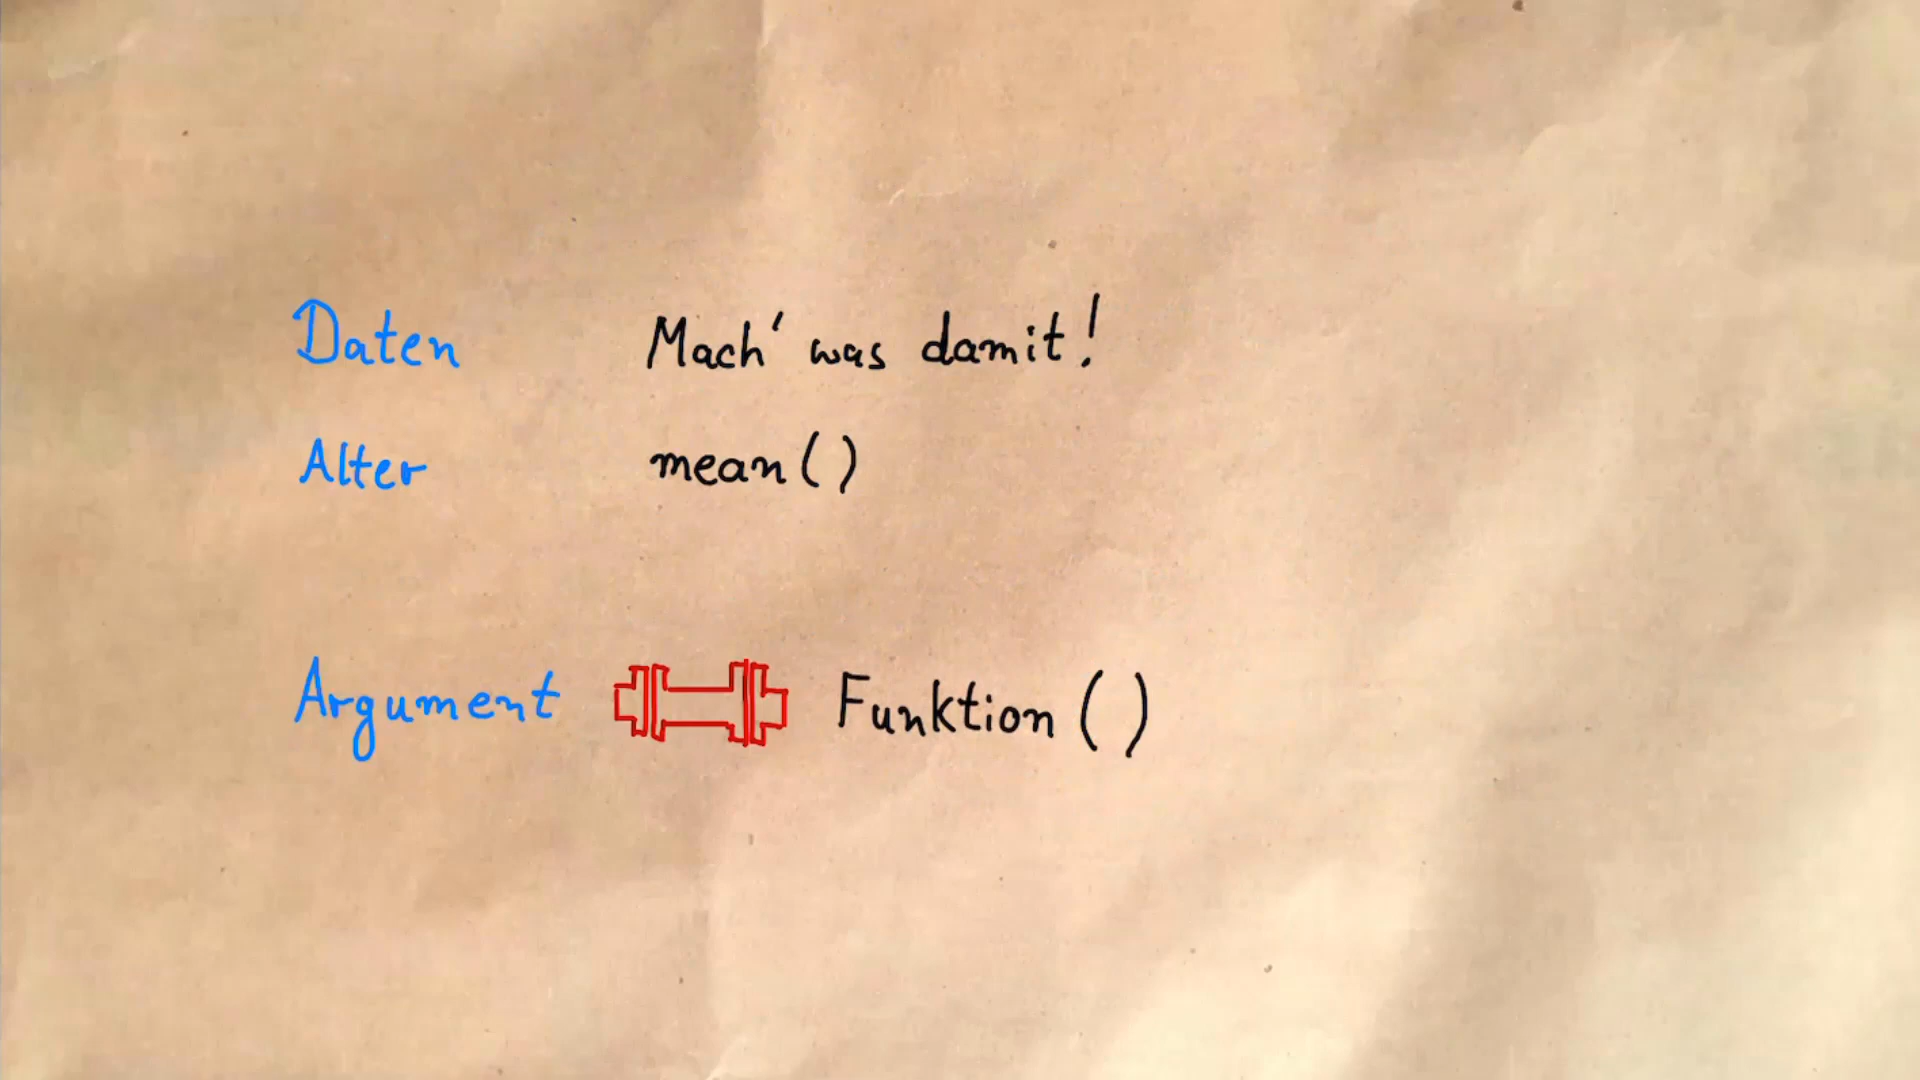 Daten Mach' was damit!
Alter mean()
Argument Funktion()